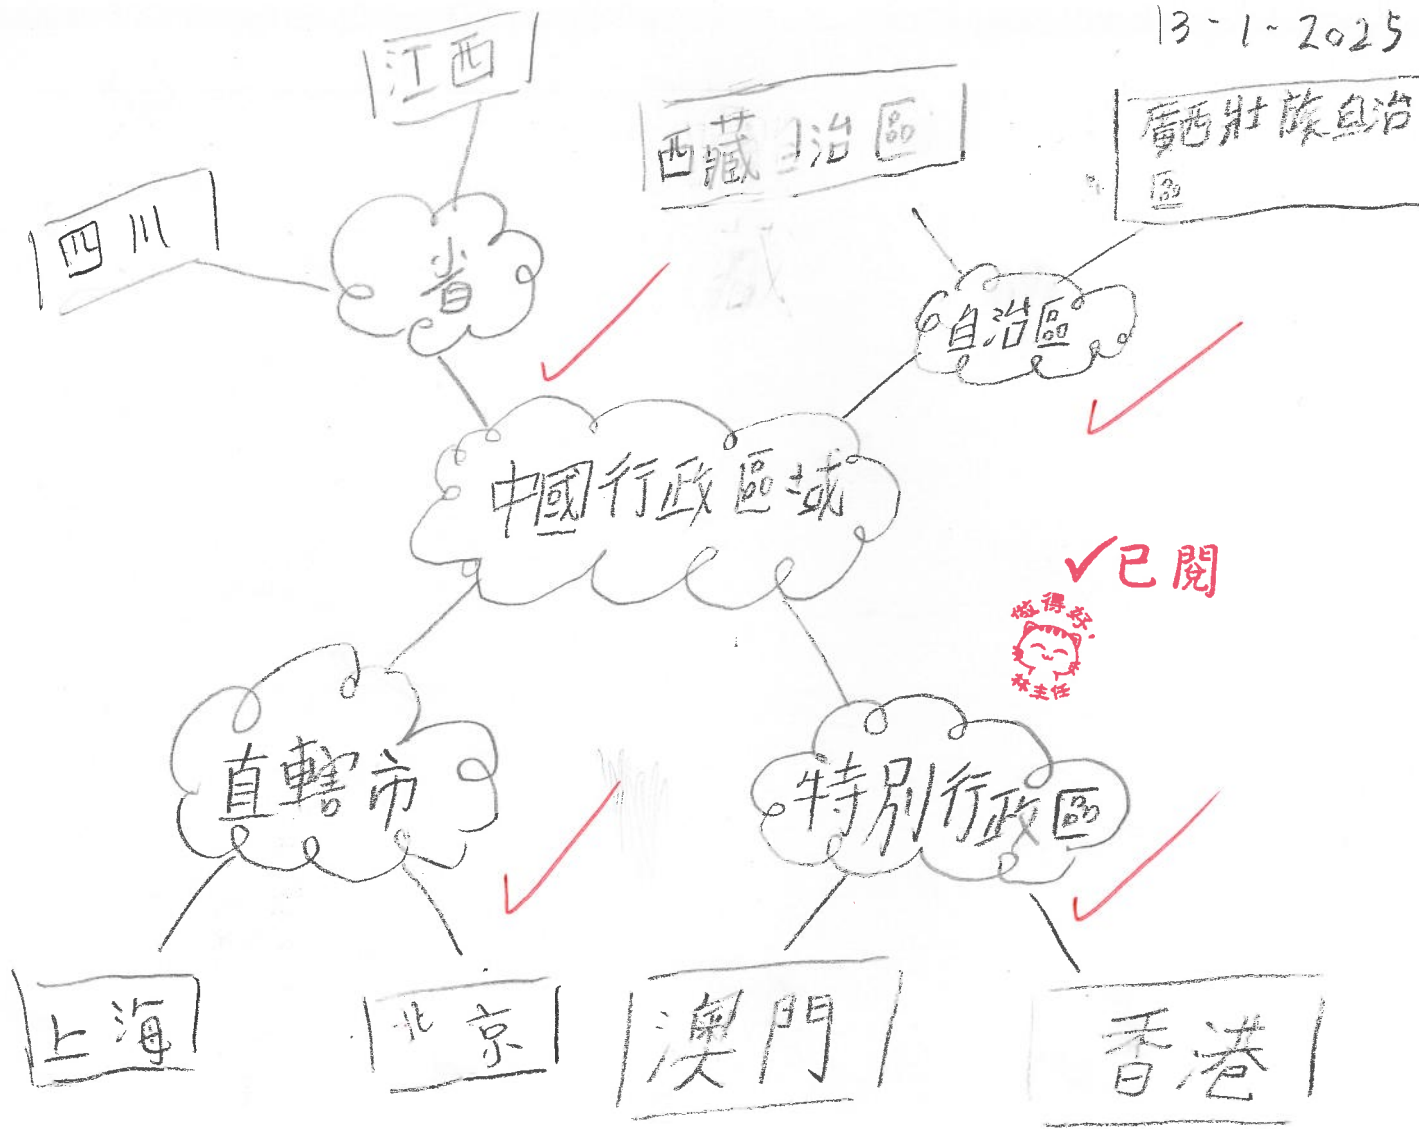 13-1-2025
江西
西藏自治區
廣西壯族自治
區
四川
省
自治區
中國行政區域
✓已閱
做得好!
林主任
直轄市
特別行政區
上海
北京
澳門
香港